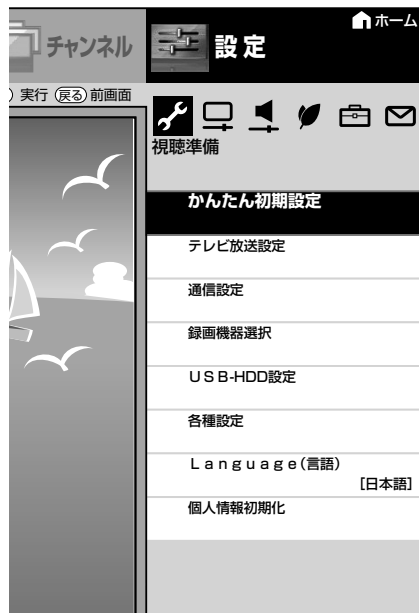 ホーム
チャンネル
設定
実行 戻る 前画面
視聴準備
かんたん初期設定
テレビ放送設定
通信設定
録画機器選択
USB-HDD設定
各種設定
Language(言語)
[日本語]
個人情報初期化